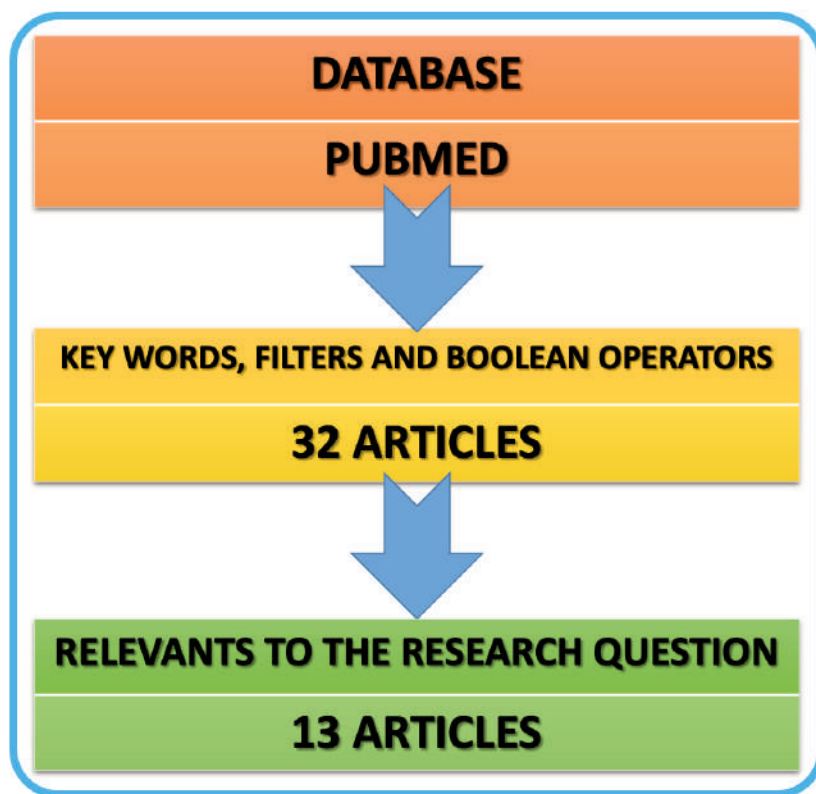 DATABASE
PUBMED
KEY WORDS, FILTERS AND BOOLEAN OPERATORS
32 ARTICLES
RELEVANTS TO THE RESEARCH QUESTION
13 ARTICLES